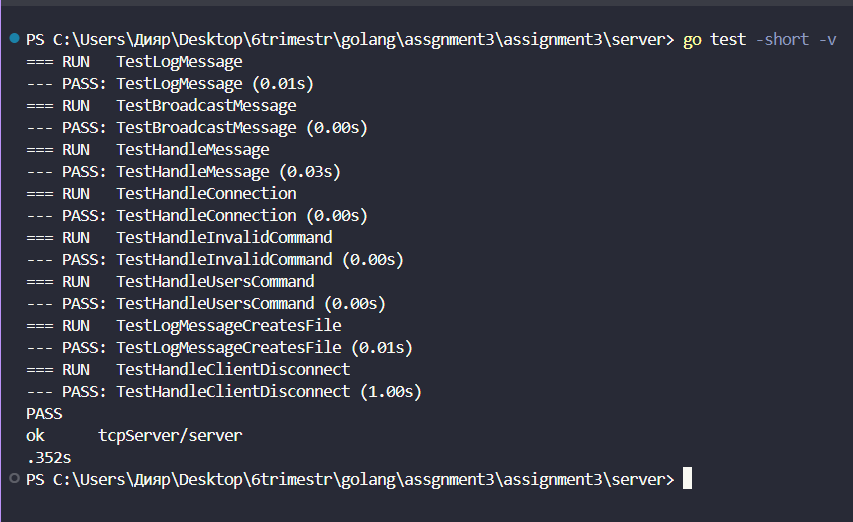 PS C:\Users\Дияр\Desktop\6trimestr\golang\assgnment3\assignment3\server> go test -short -v
=== RUN   TestLogMessage
--- PASS: TestLogMessage (0.01s)
=== RUN   TestBroadcastMessage
--- PASS: TestBroadcastMessage (0.00s)
=== RUN   TestHandleMessage
--- PASS: TestHandleMessage (0.03s)
=== RUN   TestHandleConnection
--- PASS: TestHandleConnection (0.00s)
=== RUN   TestHandleInvalidCommand
--- PASS: TestHandleInvalidCommand (0.00s)
=== RUN   TestHandleUsersCommand
--- PASS: TestHandleUsersCommand (0.00s)
=== RUN   TestLogMessageCreatesFile
--- PASS: TestLogMessageCreatesFile (0.01s)
=== RUN   TestHandleClientDisconnect
--- PASS: TestHandleClientDisconnect (1.00s)
PASS
ok      tcpServer/server
.352s
PS C:\Users\Дияр\Desktop\6trimestr\golang\assgnment3\assignment3\server>